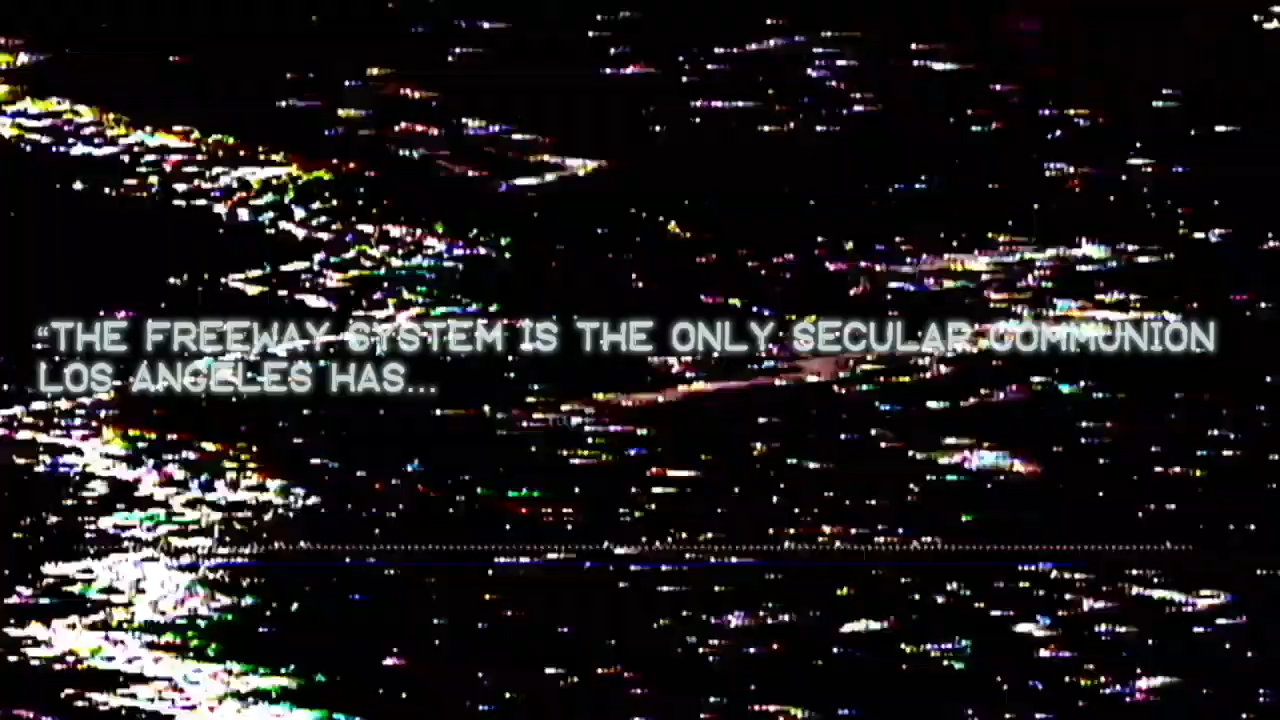 “THE FREEWAY SYSTEM IS THE ONLY SECULAR COMMUNION
LOS ANGELES HAS...